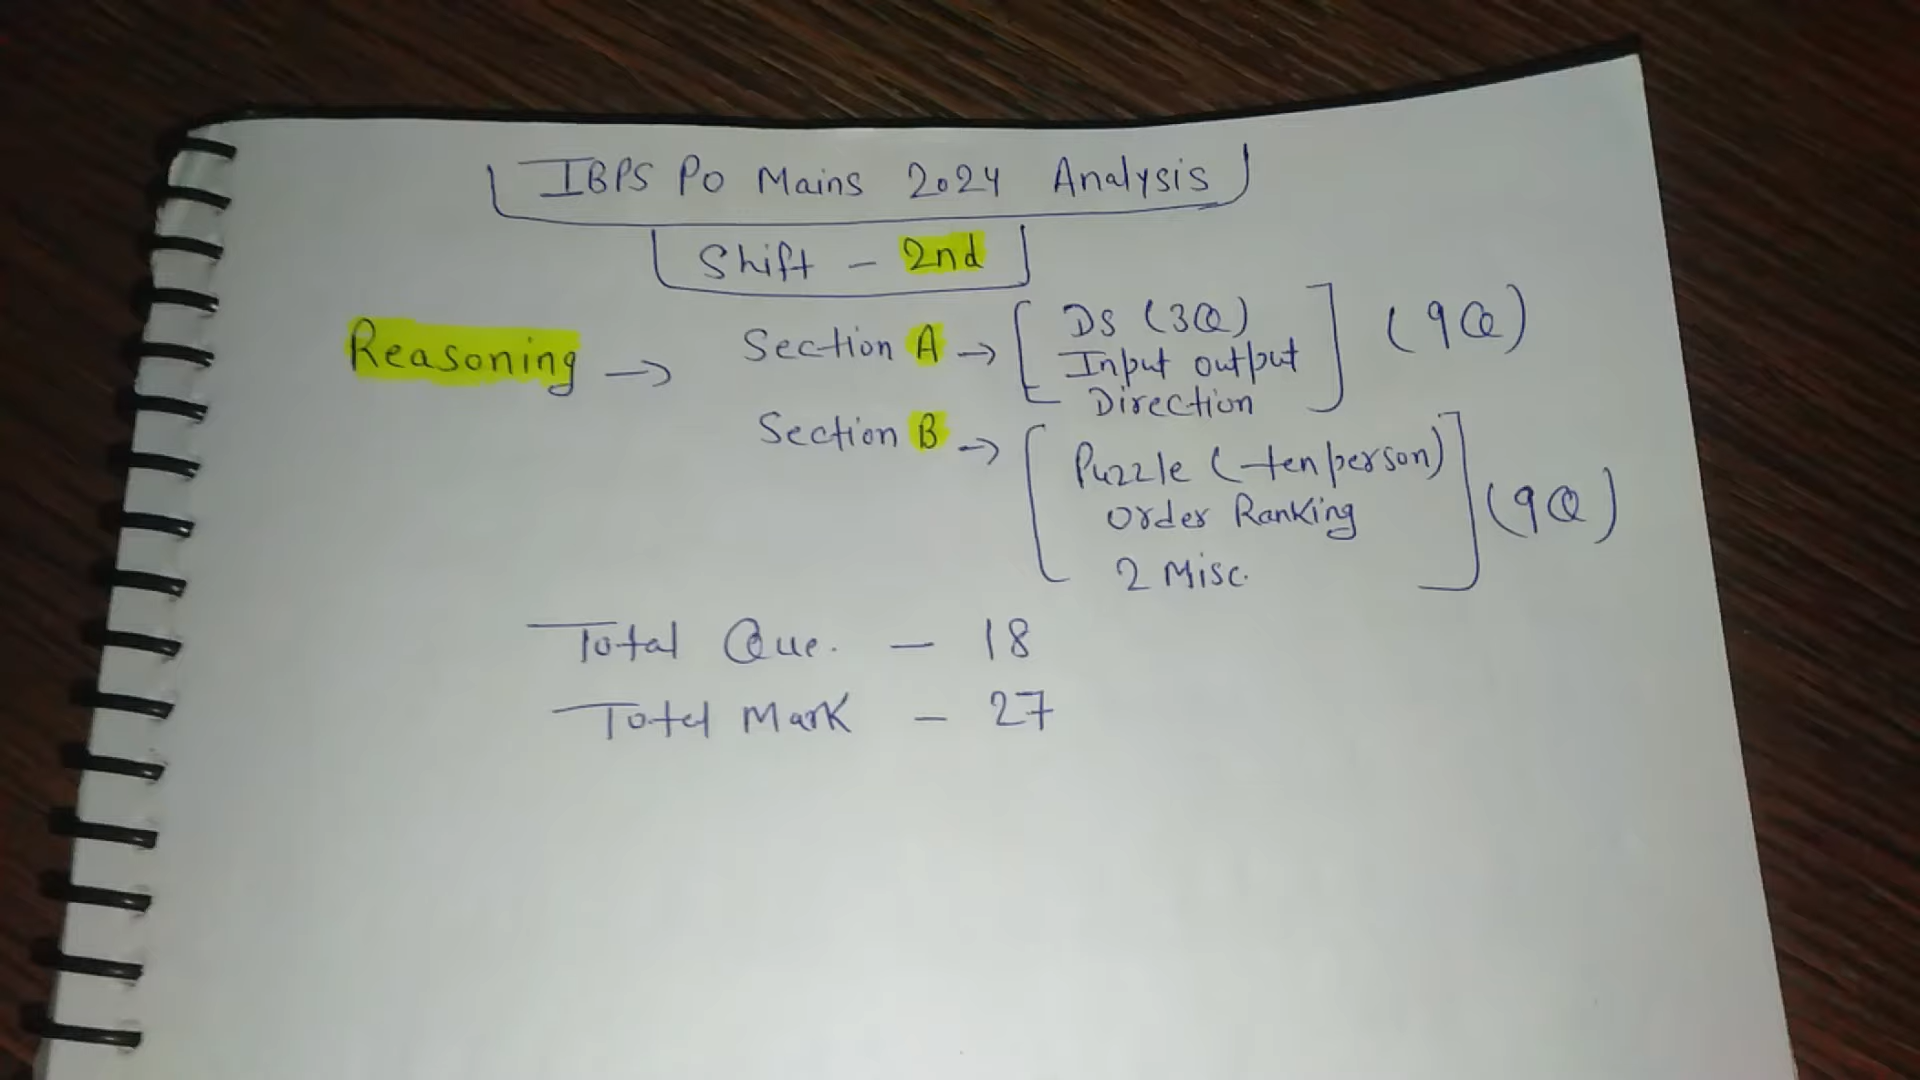 IBPS Po Mains 2024 Analysis
Shift - 2nd
Reasoning → Section A → [ DS (3Q) ] (9Q)
Input output
Direction
Section B → [ Puzzle (ten person) ] (9Q)
Order Ranking
2 Misc.
Total Que. - 18
Total Mark - 27